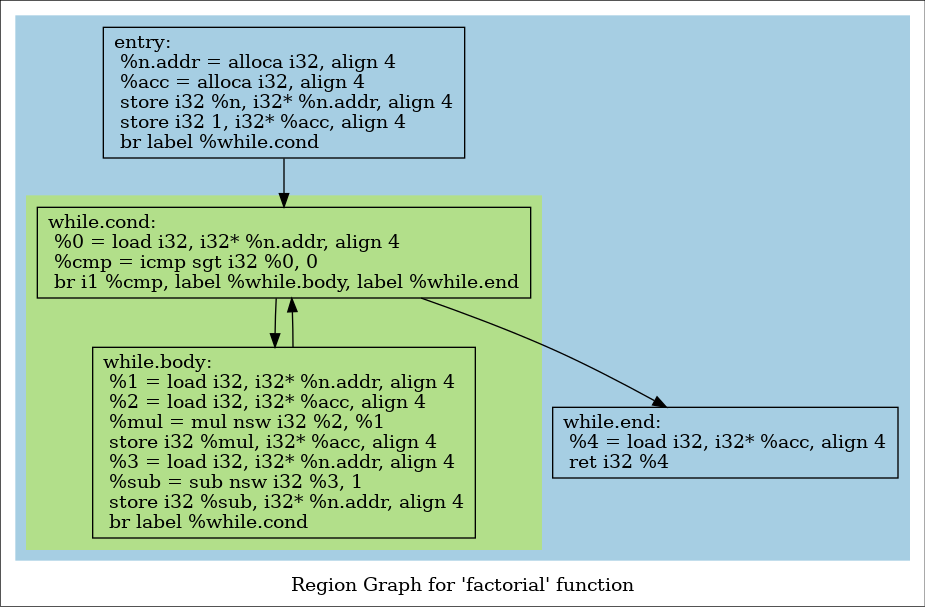 entry:
%n.addr = alloca i32, align 4
%acc = alloca i32, align 4
store i32 %n, i32* %n.addr, align 4
store i32 1, i32* %acc, align 4
br label %while.cond
while.cond:
%0 = load i32, i32* %n.addr, align 4
%cmp = icmp sgt i32 %0, 0
br i1 %cmp, label %while.body, label %while.end
while.body:
%1 = load i32, i32* %n.addr, align 4
%2 = load i32, i32* %acc, align 4
%mul = mul nsw i32 %2, %1
store i32 %mul, i32* %acc, align 4
%3 = load i32, i32* %n.addr, align 4
%sub = sub nsw i32 %3, 1
store i32 %sub, i32* %n.addr, align 4
br label %while.cond
while.end:
%4 = load i32, i32* %acc, align 4
ret i32 %4
Region Graph for 'factorial' function